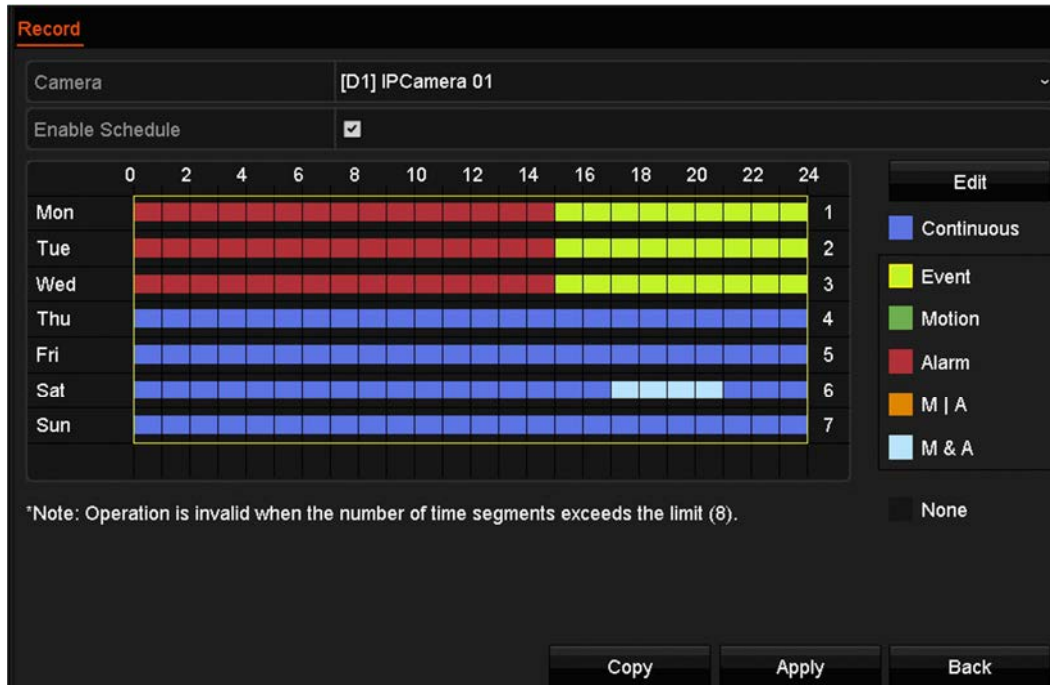 Record
Camera [D1] IPCamera 01
Enable Schedule
0 2 4 6 8 10 12 14 16 18 20 22 24
Edit
Mon 1
Continuous
Tue 2
Event
Wed 3
Thu 4
Motion
Fri 5
Alarm
Sat 6
M | A
Sun 7
M & A
*Note: Operation is invalid when the number of time segments exceeds the limit (8).
None
Copy Apply Back